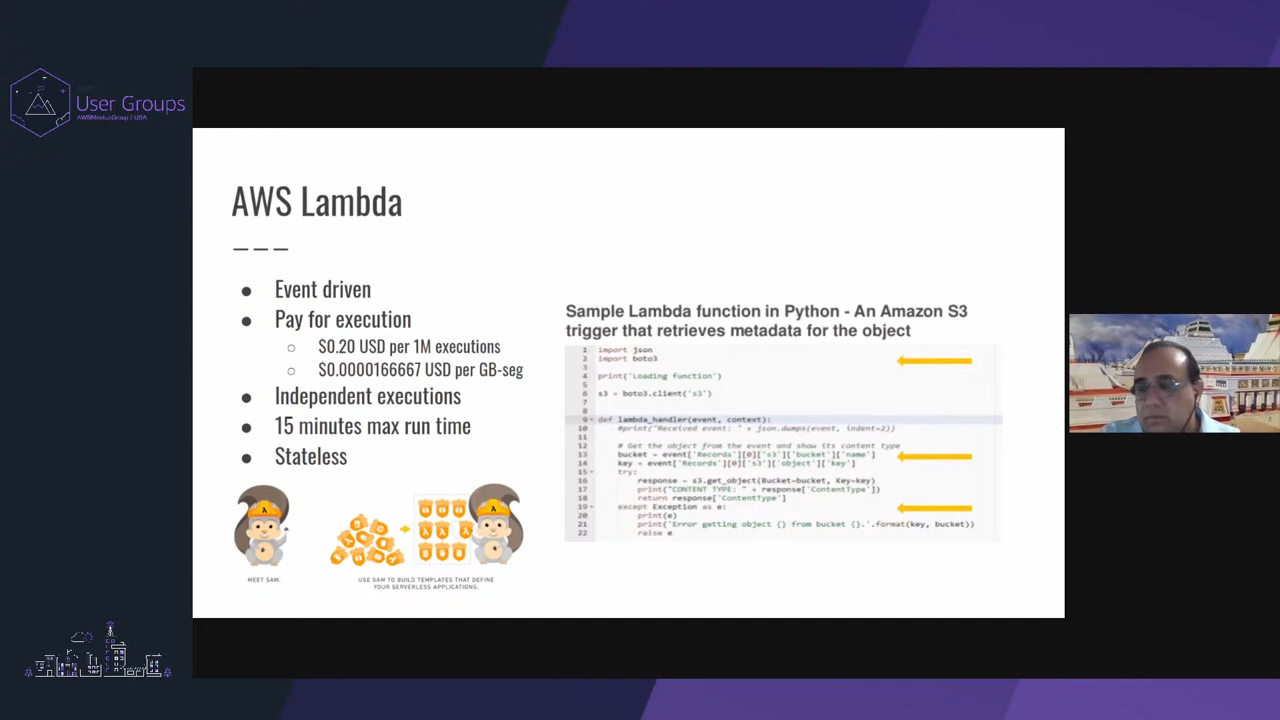 User Groups
AWSMeetupGroup / USA
AWS Lambda
Event driven
Pay for execution
$0.20 USD per 1M executions
$0.0000166667 USD per GB-seg
Independent executions
15 minutes max run time
Stateless
MEET SAM.
USE SAM TO BUILD TEMPLATES THAT DEFINE
YOUR SERVERLESS APPLICATIONS.
Sample Lambda function in Python - An Amazon S3
trigger that retrieves metadata for the object
1 import json
2 import boto3
3
4 print('Loading function')
5
6 s3 = boto3.client('s3')
7
8
9 def lambda_handler(event, context):
10 #print("Received event: " + json.dumps(event, indent=2))
11
12 # Get the object from the event and show its content type
13 bucket = event['Records'][0]['s3']['bucket']['name']
14 key = event['Records'][0]['s3']['object']['key']
15 try:
16 response = s3.get_object(Bucket=bucket, Key=key)
17 print("CONTENT TYPE: " + response['ContentType'])
18 return response['ContentType']
19 except Exception as e:
20 print(e)
21 print('Error getting object {} from bucket {}.'.format(key, bucket))
22 raise e